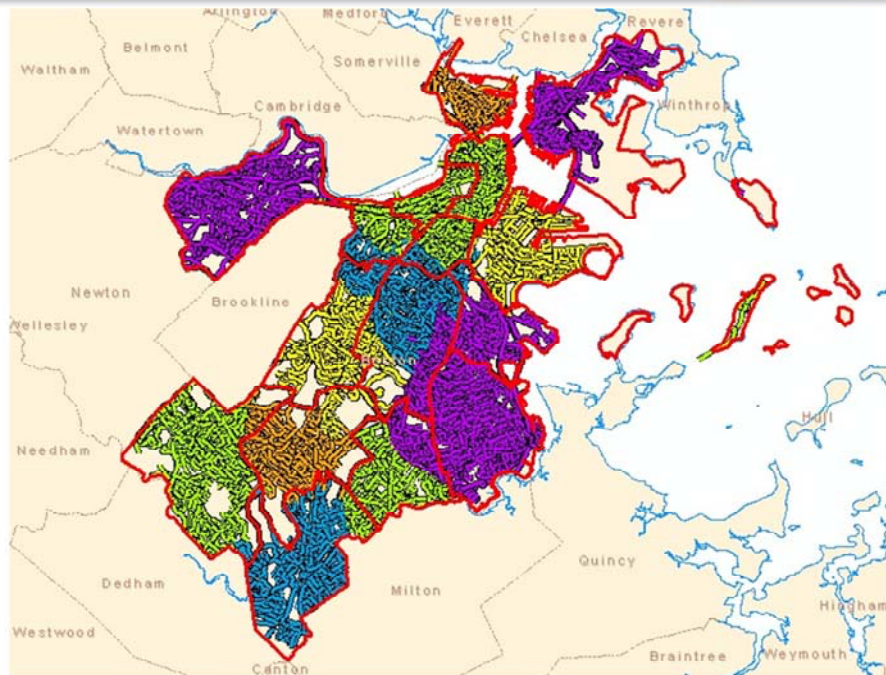 Arlington
Medford
Everett
Revere
Chelsea
Belmont
Somerville
Waltham
Cambridge
Winthrop
Watertown
Newton
Brookline
Wellesley
Boston
Hull
Needham
Quincy
Dedham
Milton
Hingham
Westwood
Braintree
Weymouth
Canton